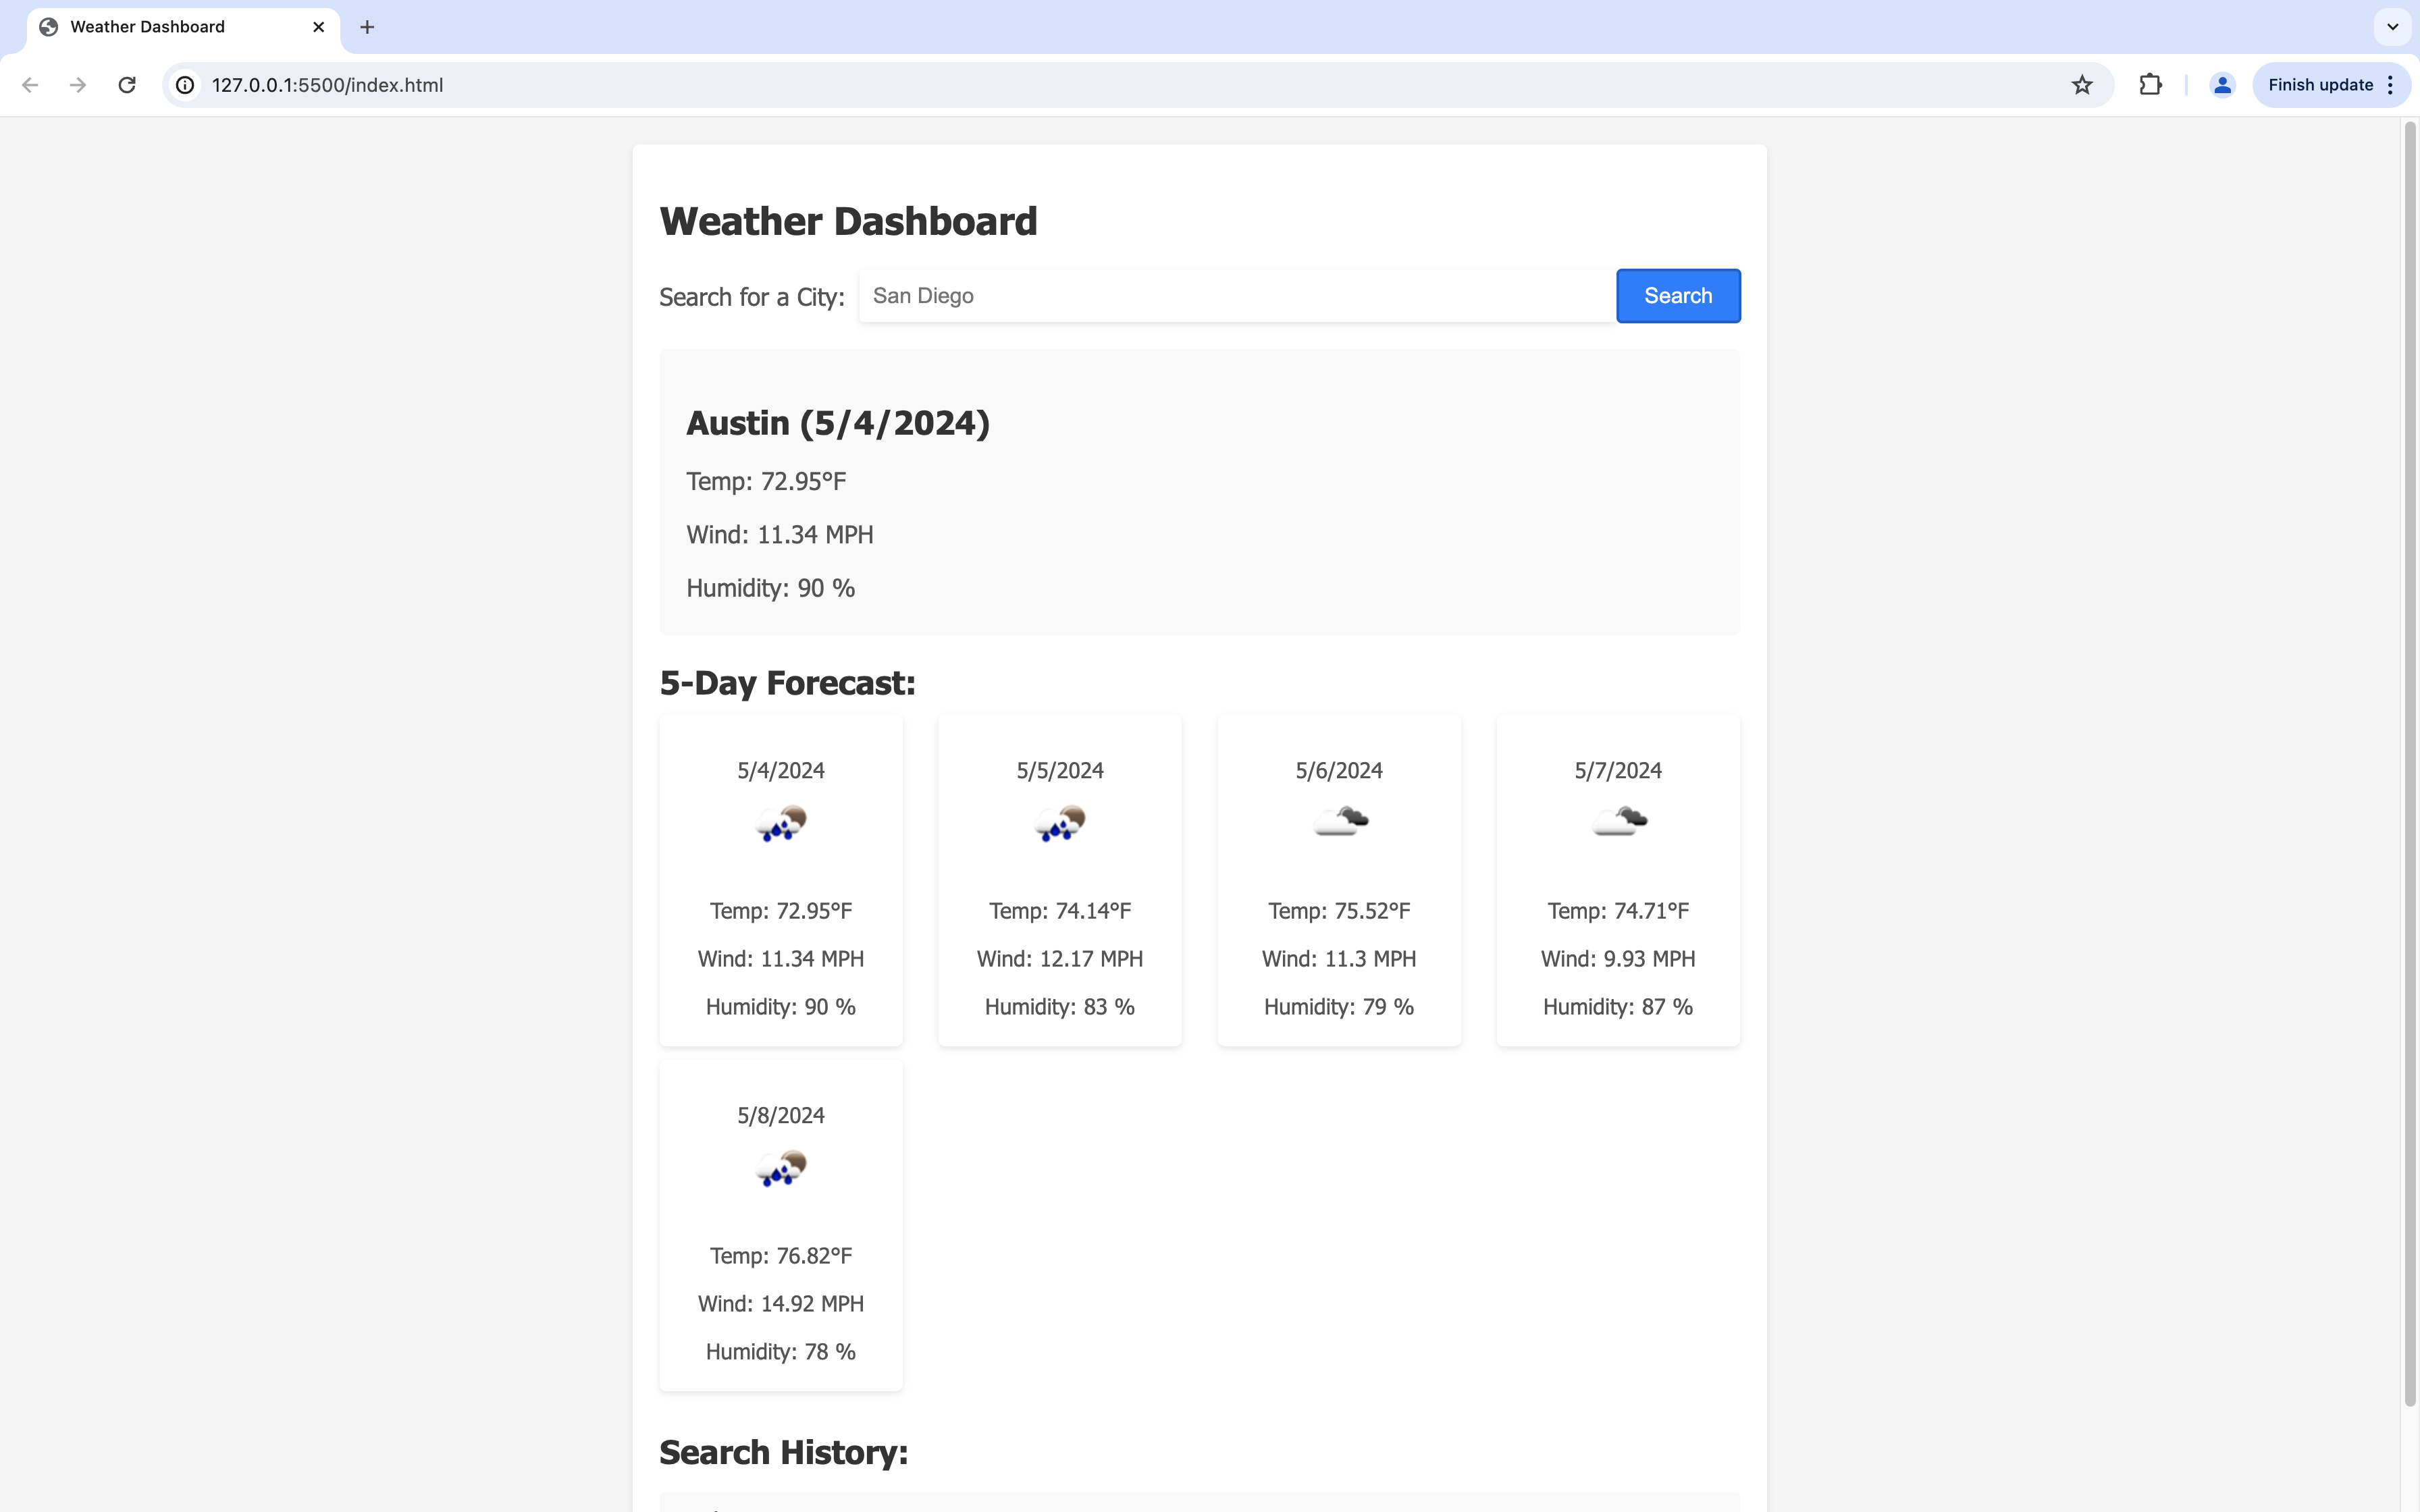 Weather Dashboard
127.0.0.1:5500/index.html
Finish update
Weather Dashboard
Search for a City: San Diego Search
Austin (5/4/2024)
Temp: 72.95°F
Wind: 11.34 MPH
Humidity: 90 %
5-Day Forecast:
5/4/2024
Temp: 72.95°F
Wind: 11.34 MPH
Humidity: 90 %
5/5/2024
Temp: 74.14°F
Wind: 12.17 MPH
Humidity: 83 %
5/6/2024
Temp: 75.52°F
Wind: 11.3 MPH
Humidity: 79 %
5/7/2024
Temp: 74.71°F
Wind: 9.93 MPH
Humidity: 87 %
5/8/2024
Temp: 76.82°F
Wind: 14.92 MPH
Humidity: 78 %
Search History: